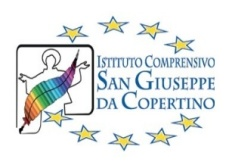 ISTITUTO COMPRENSIVO
SAN GIUSEPPE
DA COPERTINO